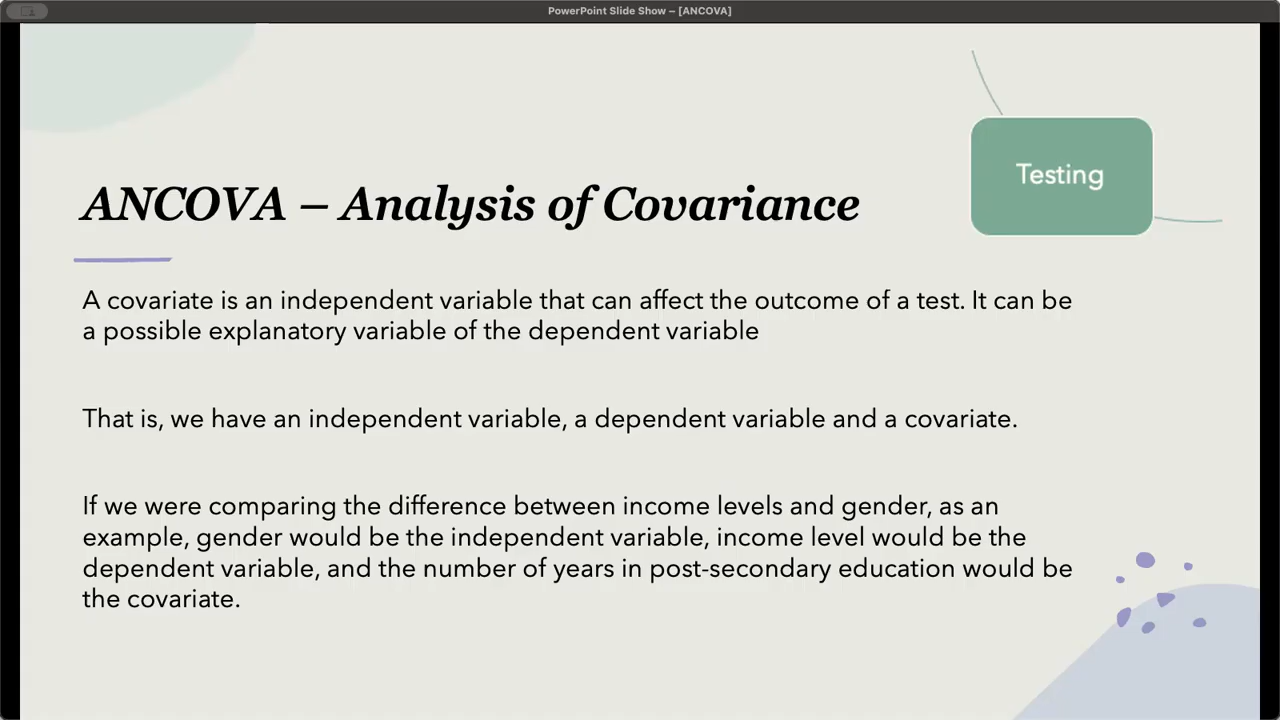 PowerPoint Slide Show – [ANCOVA]
Testing
ANCOVA – Analysis of Covariance
A covariate is an independent variable that can affect the outcome of a test. It can be
a possible explanatory variable of the dependent variable
That is, we have an independent variable, a dependent variable and a covariate.
If we were comparing the difference between income levels and gender, as an
example, gender would be the independent variable, income level would be the
dependent variable, and the number of years in post-secondary education would be
the covariate.